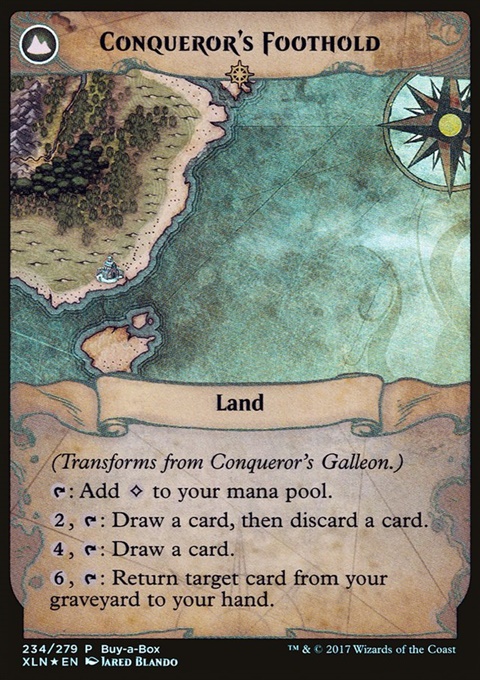 CONQUEROR'S FOOTHOLD
Land
(Transforms from Conqueror's Galleon.)
: Add to your mana pool.
2, : Draw a card, then discard a card.
4, : Draw a card.
6, : Return target card from your
graveyard to your hand.
234/279 P Buy-a-Box
XLN★EN JARED BLANDO
™ & © 2017 Wizards of the Coast